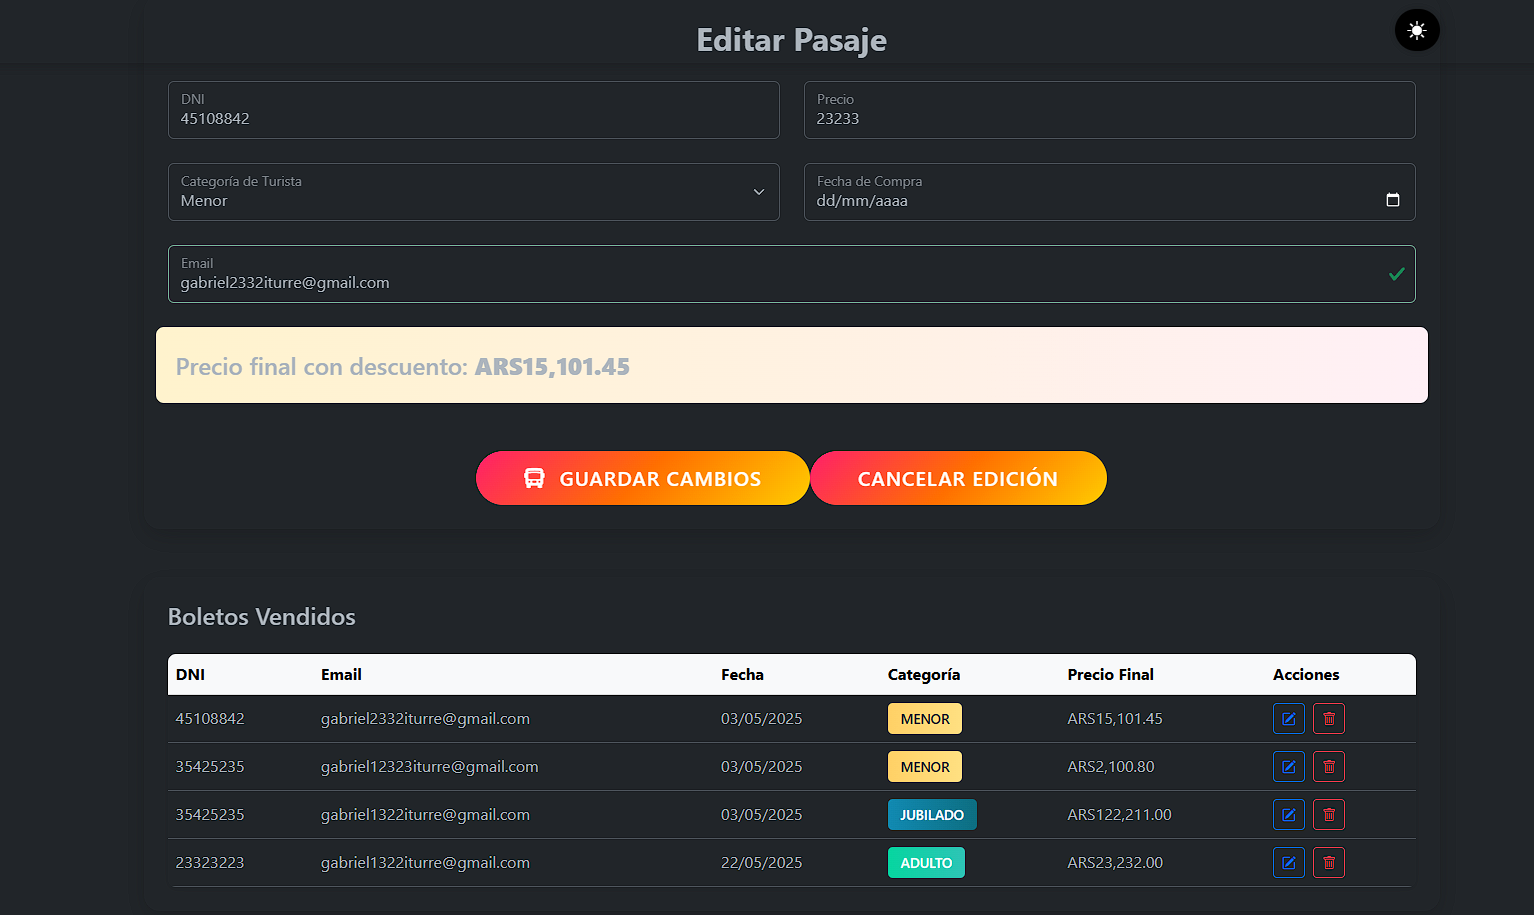 Editar Pasaje
DNI
45108842
Precio
23233
Categoría de Turista
Menor
Fecha de Compra
dd/mm/aaaa
Email
gabriel2332iturre@gmail.com
Precio final con descuento: ARS15,101.45
GUARDAR CAMBIOS
CANCELAR EDICIÓN
Boletos Vendidos
DNI Email Fecha Categoría Precio Final Acciones
45108842 gabriel2332iturre@gmail.com 03/05/2025 MENOR ARS15,101.45
35425235 gabriel12323iturre@gmail.com 03/05/2025 MENOR ARS2,100.80
35425235 gabriel1322iturre@gmail.com 03/05/2025 JUBILADO ARS122,211.00
23323223 gabriel1322iturre@gmail.com 22/05/2025 ADULTO ARS23,232.00